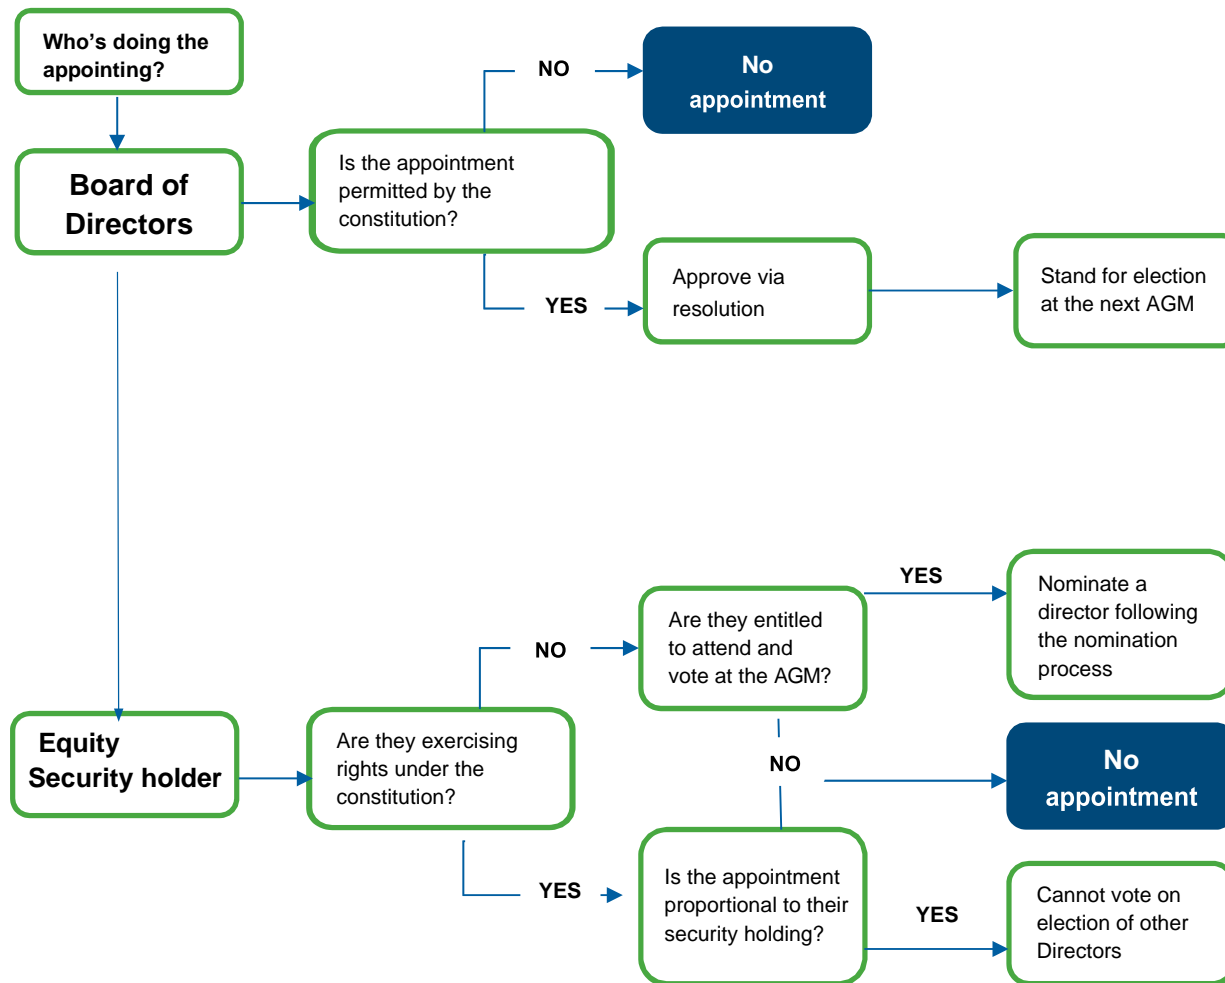 Who's doing the
appointing?
NO
No
appointment
Board of
Directors
Is the appointment
permitted by the
constitution?
YES
Approve via
resolution
Stand for election
at the next AGM
Equity
Security holder
Are they exercising
rights under the
constitution?
NO
Are they entitled
to attend and
vote at the AGM?
YES
Nominate a
director following
the nomination
process
NO
No
appointment
YES
Is the appointment
proportional to their
security holding?
YES
Cannot vote on
election of other
Directors